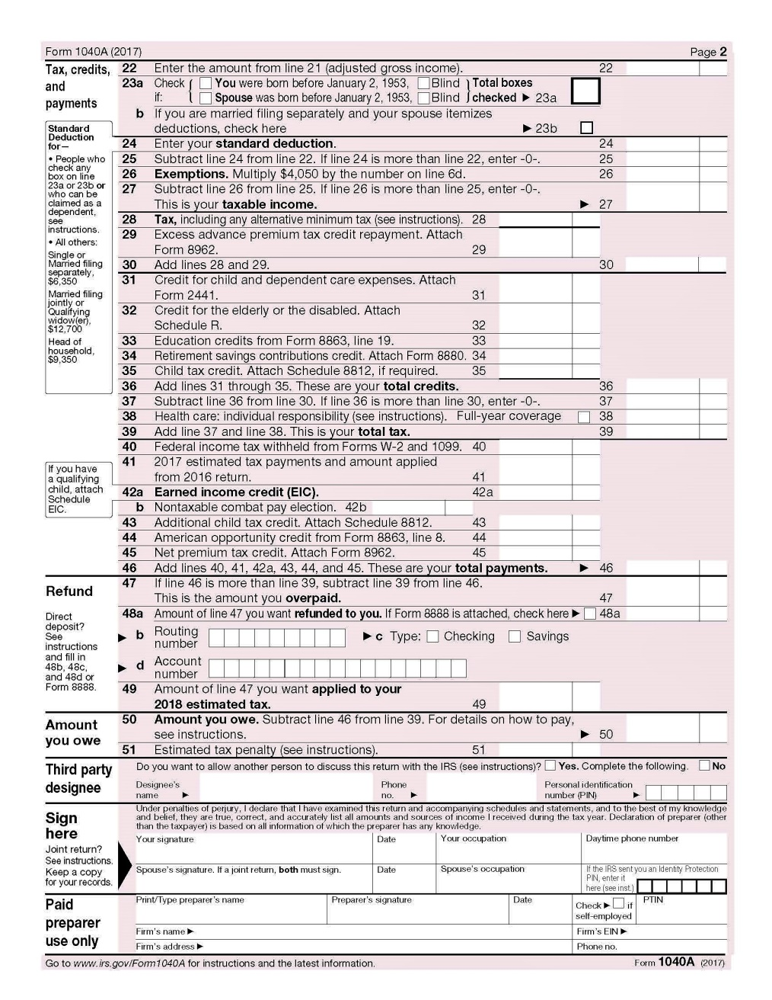 Form 1040A (2017) Page 2
Tax, credits, and payments
22 Enter the amount from line 21 (adjusted gross income). 22
23a Check if: { You were born before January 2, 1953, Blind } Total boxes
Spouse was born before January 2, 1953, Blind checked ► 23a
b If you are married filing separately and your spouse itemizes
deductions, check here ► 23b
Standard
Deduction
for—
• People who
check any
box on line
23a or 23b or
who can be
claimed as a
dependent,
see
instructions.
• All others:
Single or
Married filing
separately,
$6,350
Married filing
jointly or
Qualifying
widow(er),
$12,700
Head of
household,
$9,350
24 Enter your standard deduction. 24
25 Subtract line 24 from line 22. If line 24 is more than line 22, enter -0-. 25
26 Exemptions. Multiply $4,050 by the number on line 6d. 26
27 Subtract line 26 from line 25. If line 26 is more than line 25, enter -0-.
This is your taxable income. ► 27
28 Tax, including any alternative minimum tax (see instructions). 28
29 Excess advance premium tax credit repayment. Attach
Form 8962. 29
30 Add lines 28 and 29. 30
31 Credit for child and dependent care expenses. Attach
Form 2441. 31
32 Credit for the elderly or the disabled. Attach
Schedule R. 32
33 Education credits from Form 8863, line 19. 33
34 Retirement savings contributions credit. Attach Form 8880. 34
35 Child tax credit. Attach Schedule 8812, if required. 35
36 Add lines 31 through 35. These are your total credits. 36
37 Subtract line 36 from line 30. If line 36 is more than line 30, enter -0-. 37
38 Health care: individual responsibility (see instructions). Full-year coverage 38
39 Add line 37 and line 38. This is your total tax. 39
40 Federal income tax withheld from Forms W-2 and 1099. 40
41 2017 estimated tax payments and amount applied
from 2016 return. 41
If you have
a qualifying
child, attach
Schedule
EIC.
42a Earned income credit (EIC). 42a
b Nontaxable combat pay election. 42b
43 Additional child tax credit. Attach Schedule 8812. 43
44 American opportunity credit from Form 8863, line 8. 44
45 Net premium tax credit. Attach Form 8962. 45
46 Add lines 40, 41, 42a, 43, 44, and 45. These are your total payments. ► 46
Refund
Direct
deposit?
See
instructions
and fill in
48b, 48c,
and 48d or
Form 8888.
47 If line 46 is more than line 39, subtract line 39 from line 46.
This is the amount you overpaid. 47
48a Amount of line 47 you want refunded to you. If Form 8888 is attached, check here ► 48a
► b Routing
number ► c Type: Checking Savings
► d Account
number
49 Amount of line 47 you want applied to your
2018 estimated tax. 49
Amount
you owe
50 Amount you owe. Subtract line 46 from line 39. For details on how to pay,
see instructions. ► 50
51 Estimated tax penalty (see instructions). 51
Third party
designee
Do you want to allow another person to discuss this return with the IRS (see instructions)? Yes. Complete the following. No
Designee's
name ►
Phone
no. ►
Personal identification
number (PIN) ►
Sign
here
Joint return?
See instructions.
Keep a copy
for your records.
Under penalties of perjury, I declare that I have examined this return and accompanying schedules and statements, and to the best of my knowledge
and belief, they are true, correct, and accurately list all amounts and sources of income I received during the tax year. Declaration of preparer (other
than the taxpayer) is based on all information of which the preparer has any knowledge.
Your signature Date Your occupation Daytime phone number
Spouse's signature. If a joint return, both must sign. Date Spouse's occupation
If the IRS sent you an Identity Protection
PIN, enter it
here (see inst.)
Paid
preparer
use only
Print/Type preparer's name Preparer's signature Date
Check ► if
self-employed
PTIN
Firm's name ► Firm's EIN ►
Firm's address ► Phone no.
Go to www.irs.gov/Form1040A for instructions and the latest information. Form 1040A (2017)